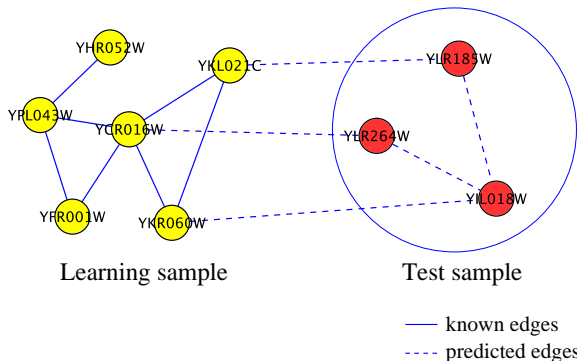 YHR052W
YKL021C
YLR185W
YPL043W
YCR016W
YLR264W
YFR001W
YKR060W
YIL018W
Learning sample
Test sample
known edges
predicted edges